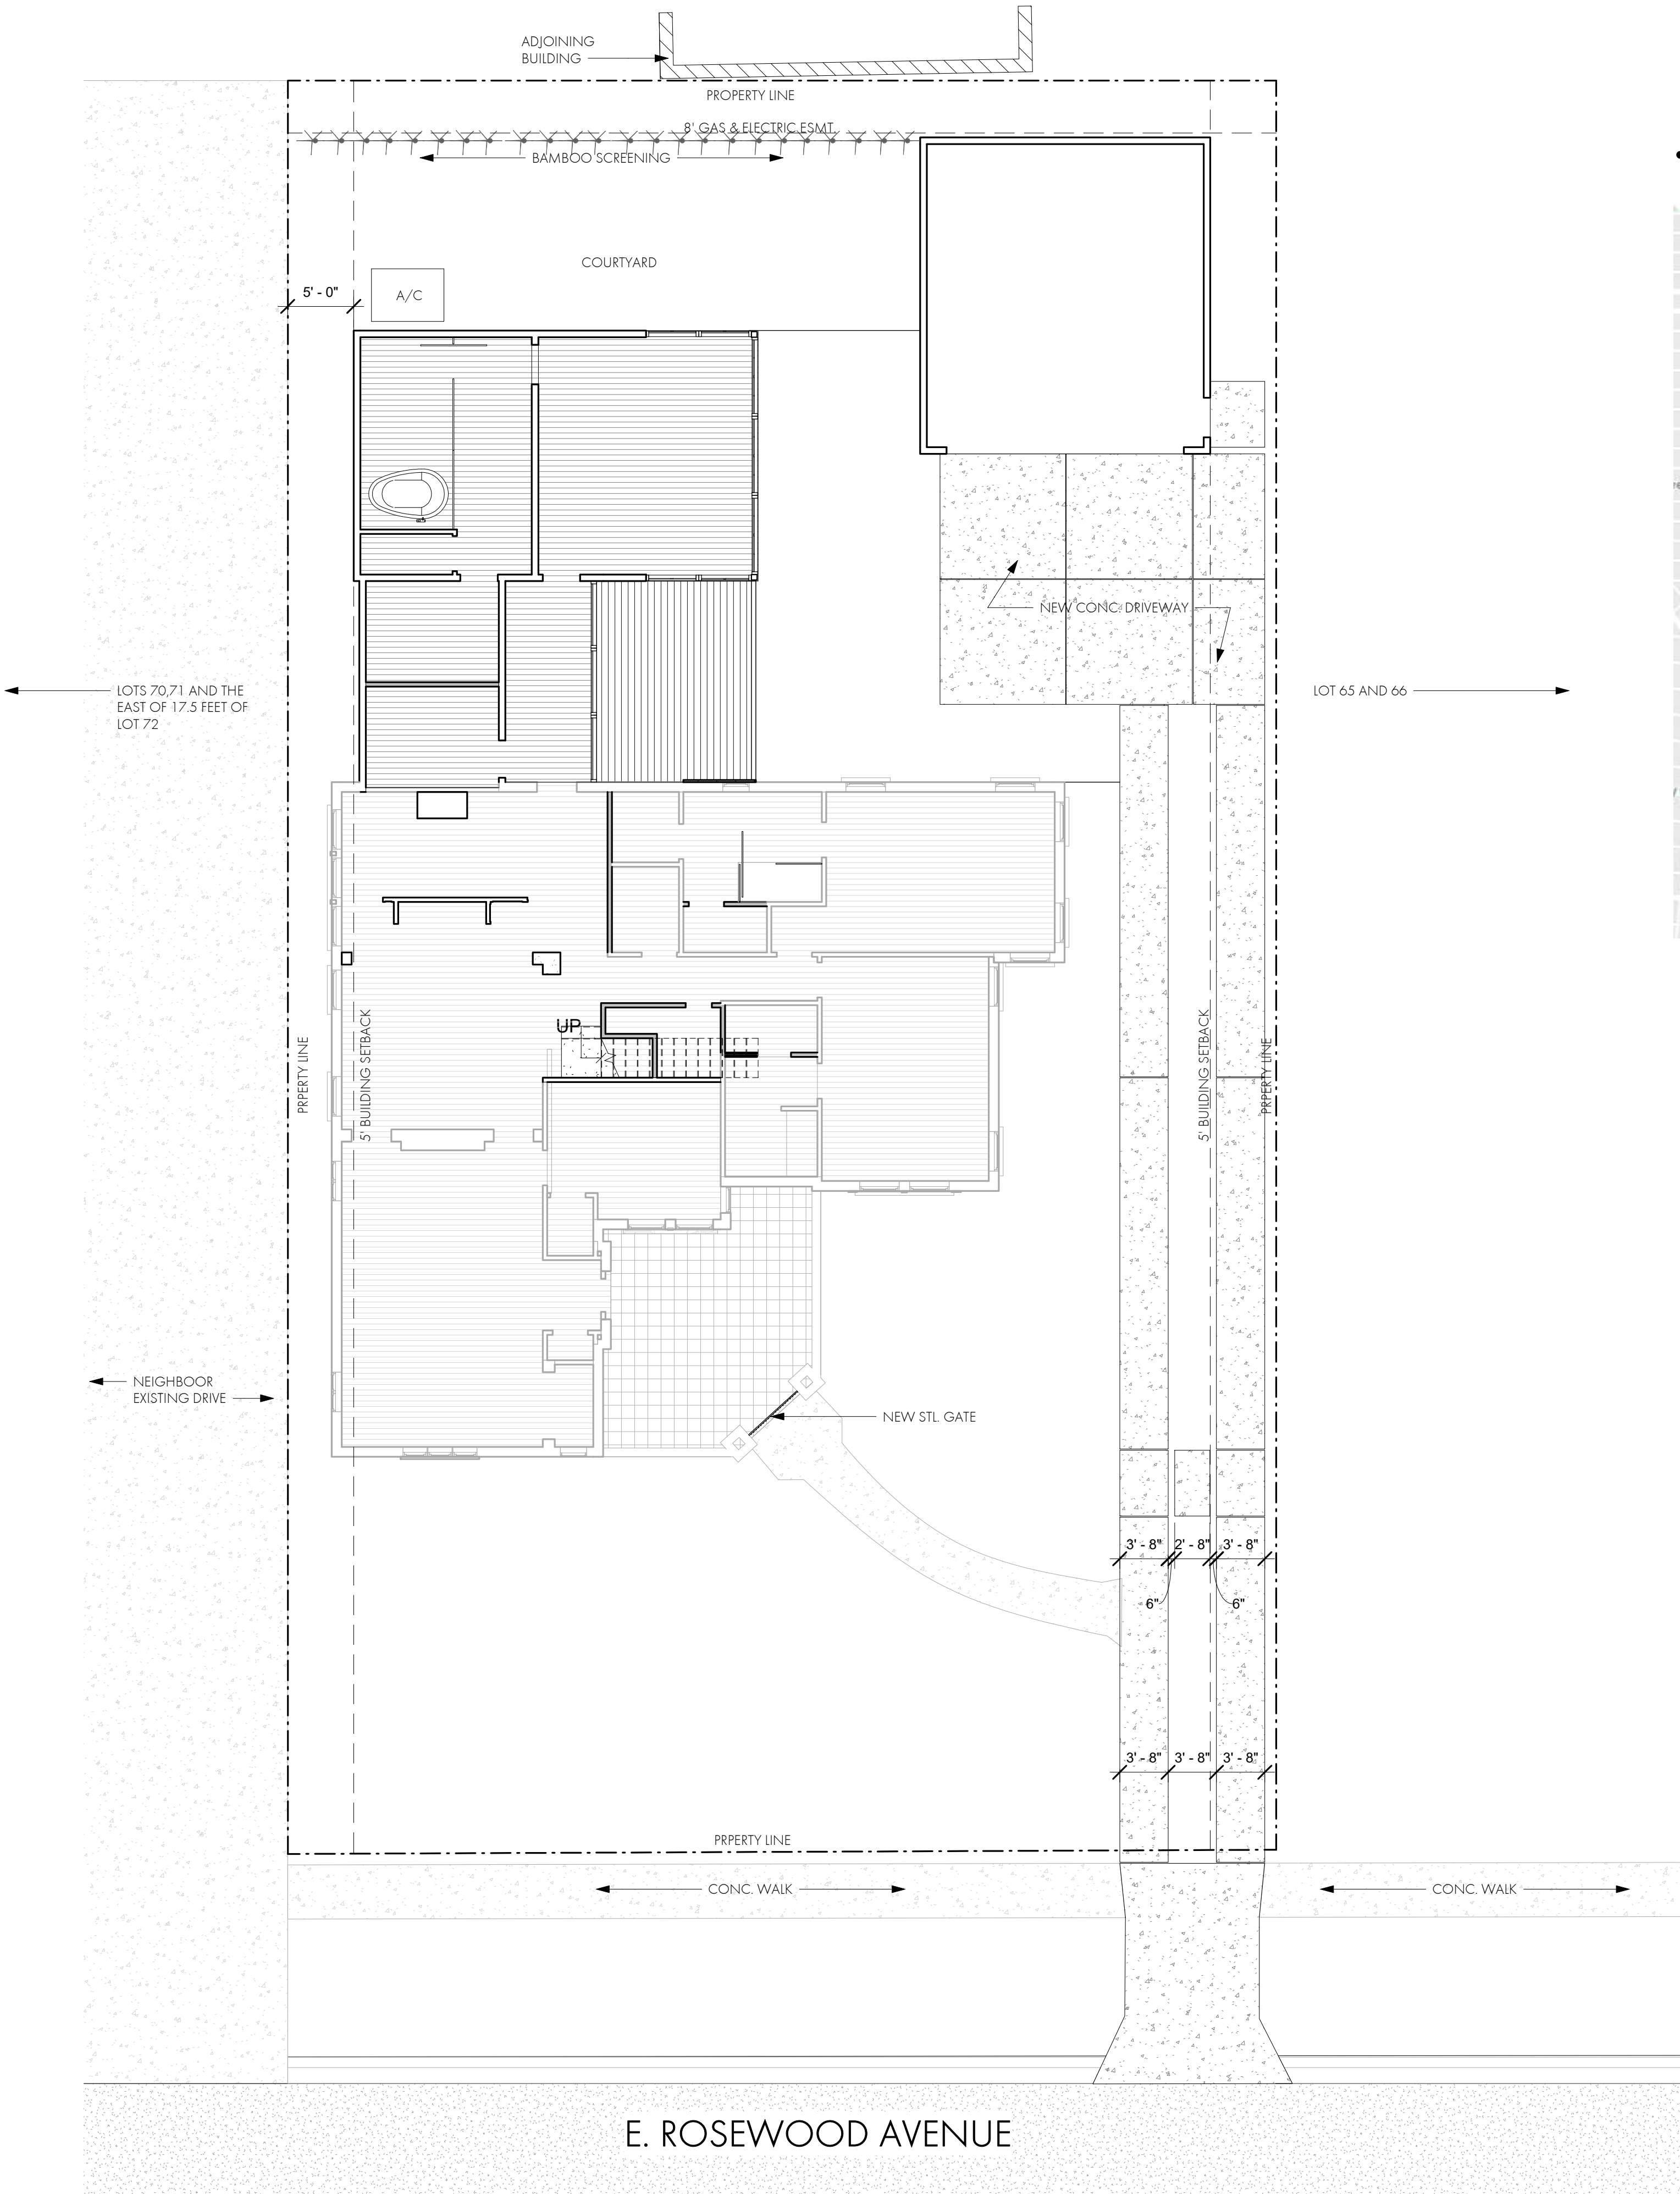 ADJOINING
BUILDING
PROPERTY LINE
8' GAS & ELECTRIC ESMT.
BAMBOO SCREENING
COURTYARD
5' - 0"
A/C
NEW CONC. DRIVEWAY
LOTS 70,71 AND THE
EAST OF 17.5 FEET OF
LOT 72
LOT 65 AND 66
UP
PRPERTY LINE
5' BUILDING SETBACK
5' BUILDING SETBACK
PRPERTY LINE
NEIGHBOOR
EXISTING DRIVE
NEW STL. GATE
3' - 8"
2' - 8"
3' - 8"
6"
6"
3' - 8"
3' - 8"
3' - 8"
PRPERTY LINE
CONC. WALK
CONC. WALK
E. ROSEWOOD AVENUE